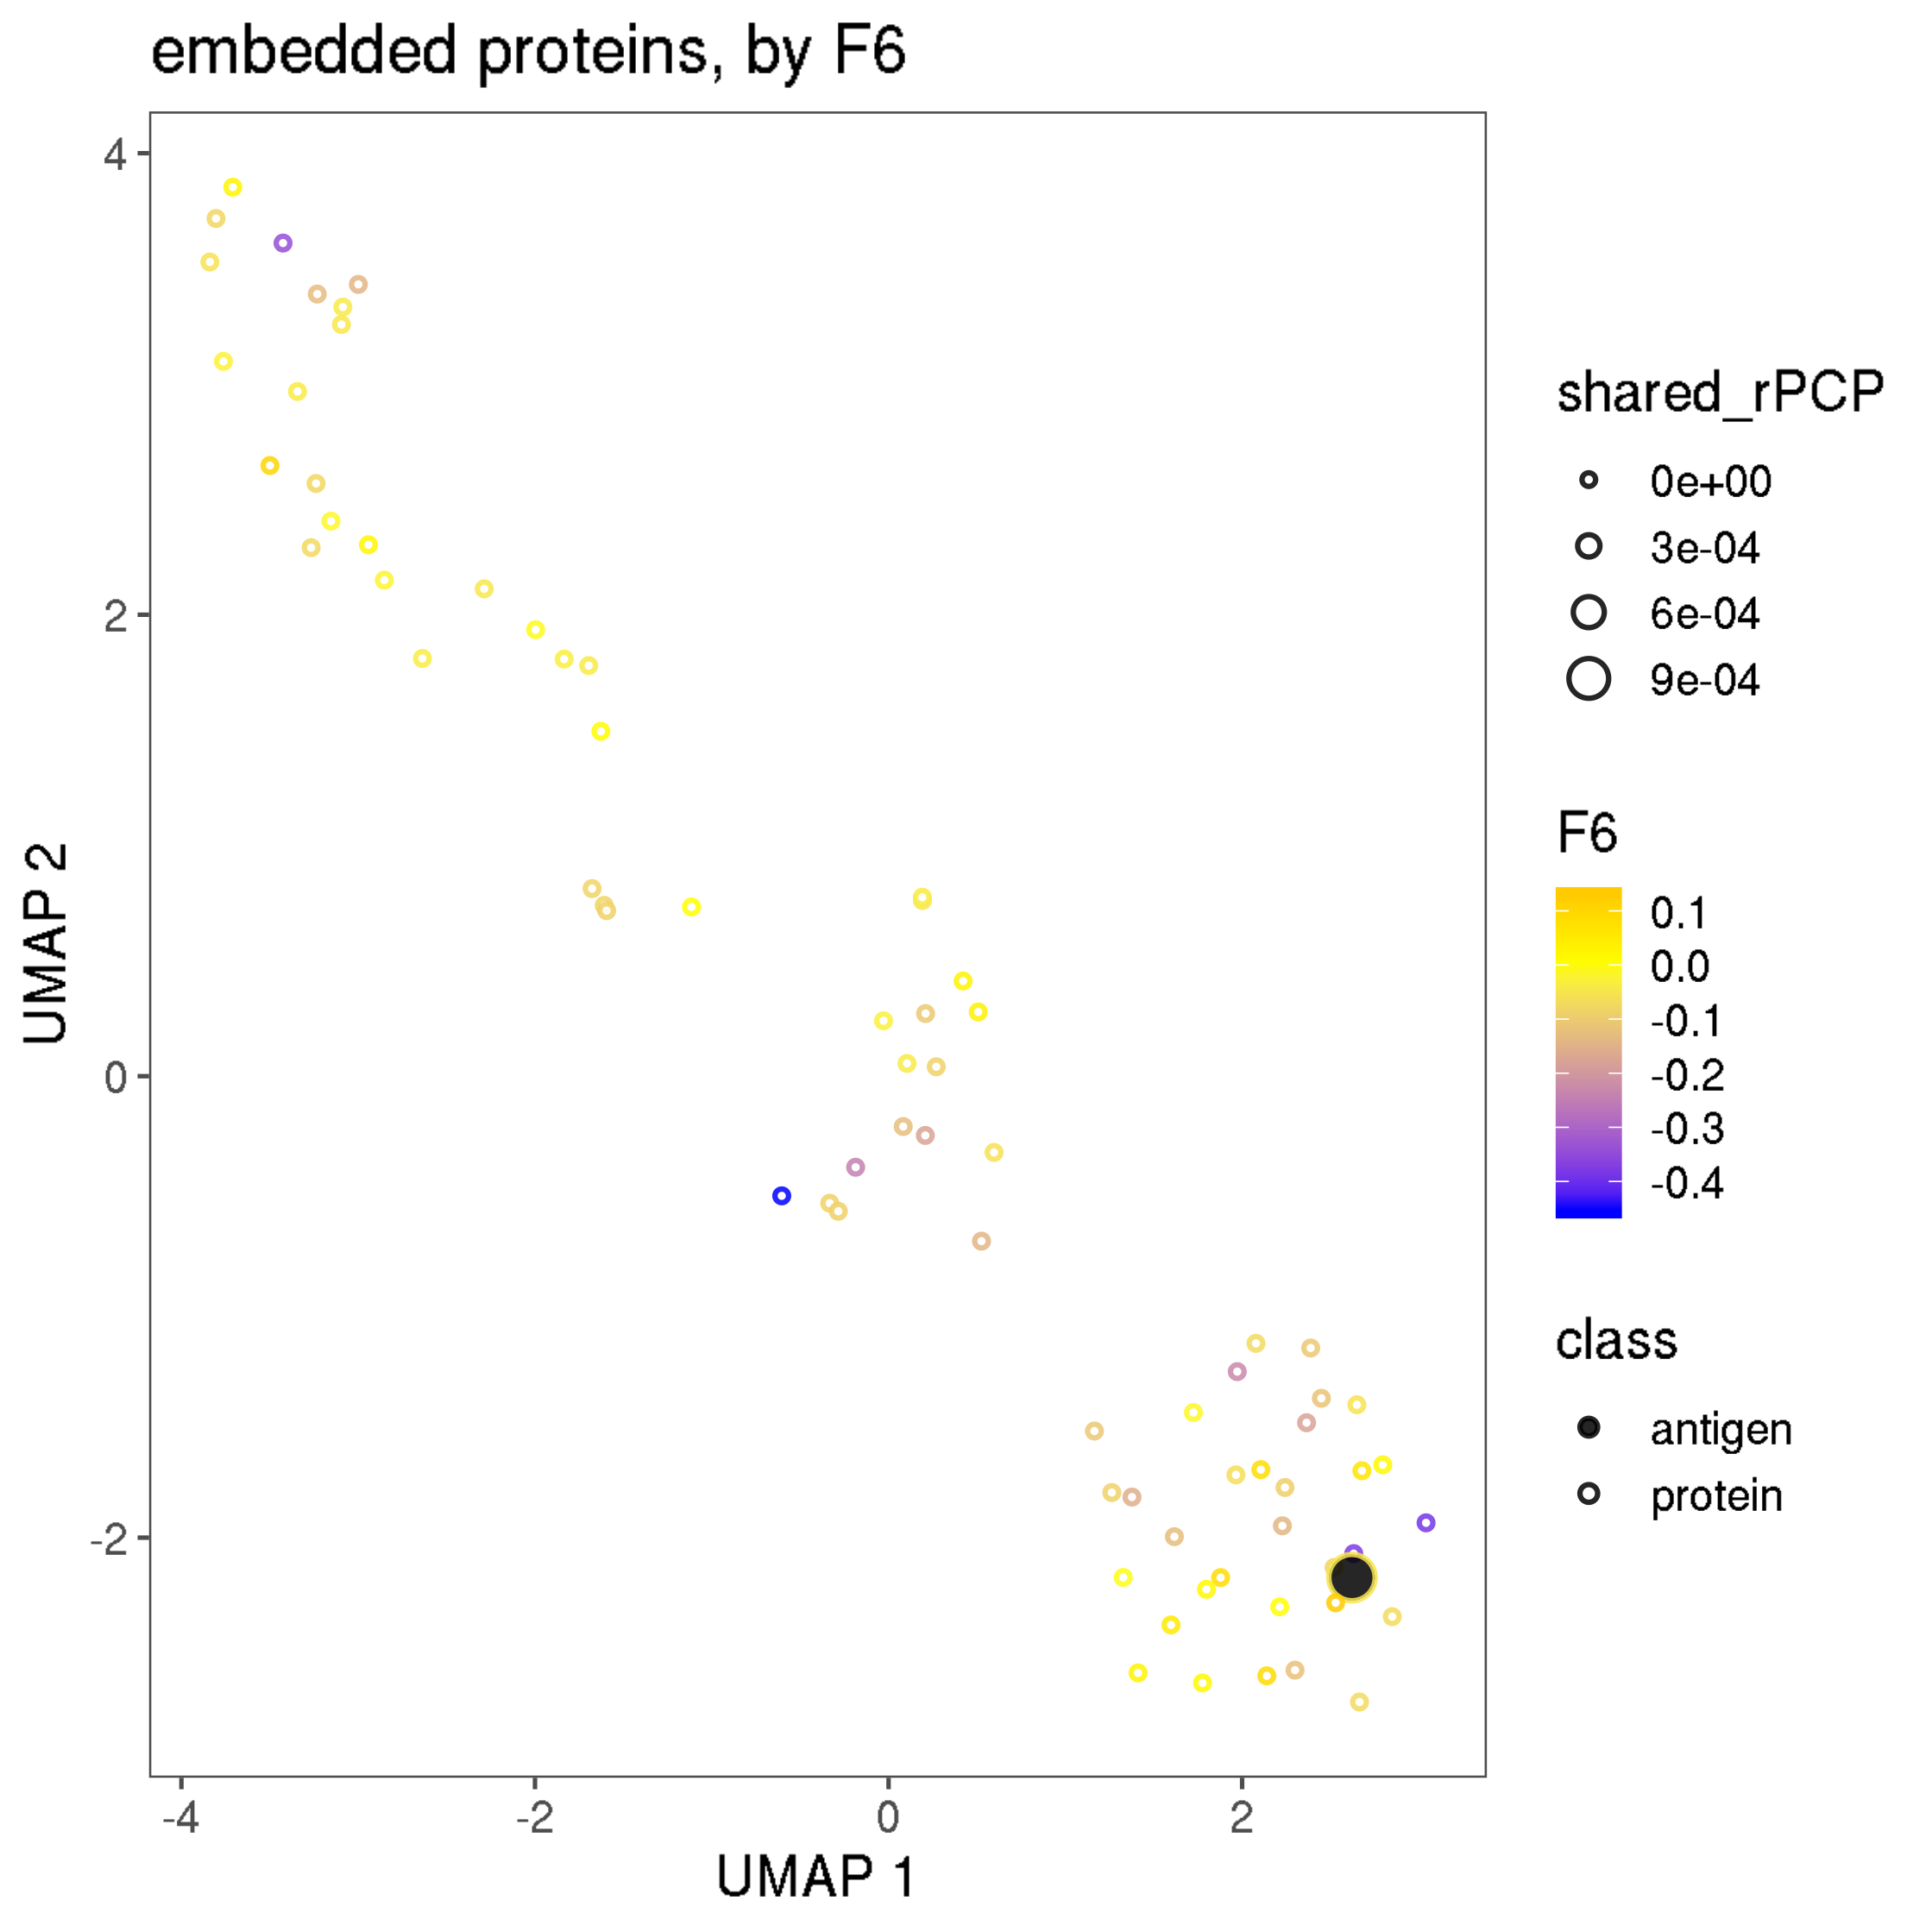 embedded proteins, by F6
4
2
0
-2
UMAP 2
-4
-2
0
2
UMAP 1
shared_rPCP
0e+00
3e-04
6e-04
9e-04
F6
0.1
0.0
-0.1
-0.2
-0.3
-0.4
class
antigen
protein